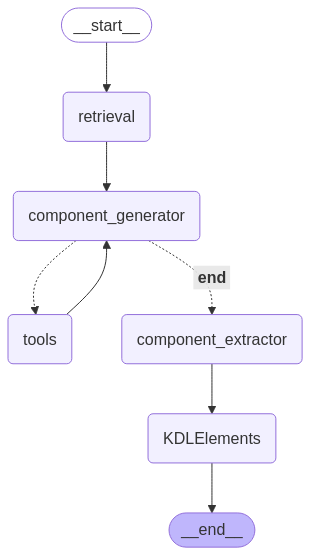 __start__
retrieval
component_generator
end
tools
component_extractor
KDLElements
__end__